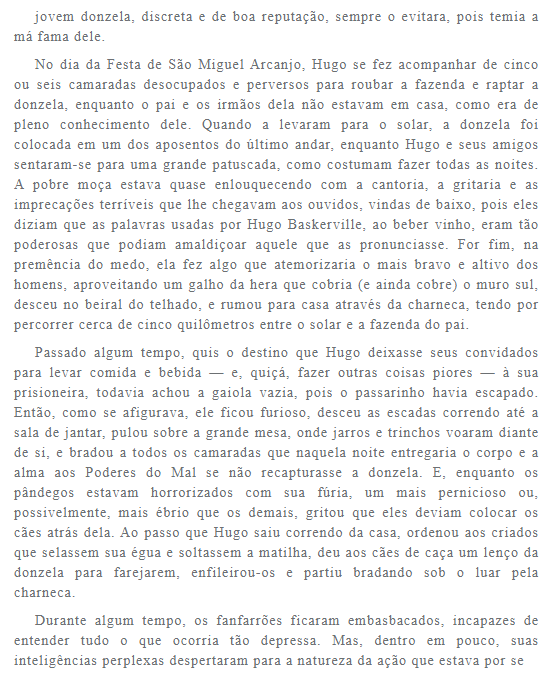 jovem donzela, discreta e de boa reputação, sempre o evitara, pois temia a
má fama dele.
No dia da Festa de São Miguel Arcanjo, Hugo se fez acompanhar de cinco
ou seis camaradas desocupados e perversos para roubar a fazenda e raptar a
donzela, enquanto o pai e os irmãos dela não estavam em casa, como era de
pleno conhecimento dele. Quando a levaram para o solar, a donzela foi
colocada em um dos aposentos do último andar, enquanto Hugo e seus amigos
sentaram-se para uma grande patuscada, como costumam fazer todas as noites.
A pobre moça estava quase enlouquecendo com a cantoria, a gritaria e as
imprecações terríveis que lhe chegavam aos ouvidos, vindas de baixo, pois eles
diziam que as palavras usadas por Hugo Baskerville, ao beber vinho, eram tão
poderosas que podiam amaldiçoar aquele que as pronunciasse. For fim, na
premência do medo, ela fez algo que atemorizaria o mais bravo e altivo dos
homens, aproveitando um galho da hera que cobria (e ainda cobre) o muro sul,
desceu no beiral do telhado, e rumou para casa através da charneca, tendo por
percorrer cerca de cinco quilômetros entre o solar e a fazenda do pai.
Passado algum tempo, quis o destino que Hugo deixasse seus convidados
para levar comida e bebida — e, quiçá, fazer outras coisas piores — à sua
prisioneira, todavia achou a gaiola vazia, pois o passarinho havia escapado.
Então, como se afigurava, ele ficou furioso, desceu as escadas correndo até a
sala de jantar, pulou sobre a grande mesa, onde jarros e trinchos voaram diante
de si, e bradou a todos os camaradas que naquela noite entregaria o corpo e a
alma aos Poderes do Mal se não recapturasse a donzela. E, enquanto os
pândegos estavam horrorizados com sua fúria, um mais pernicioso ou,
possivelmente, mais ébrio que os demais, gritou que eles deviam colocar os
cães atrás dela. Ao passo que Hugo saiu correndo da casa, ordenou aos criados
que selassem sua égua e soltassem a matilha, deu aos cães de caça um lenço da
donzela para farejarem, enfileirou-os e partiu bradando sob o luar pela
charneca.
Durante algum tempo, os fanfarrões ficaram embasbacados, incapazes de
entender tudo o que ocorria tão depressa. Mas, dentro em pouco, suas
inteligências perplexas despertaram para a natureza da ação que estava por se